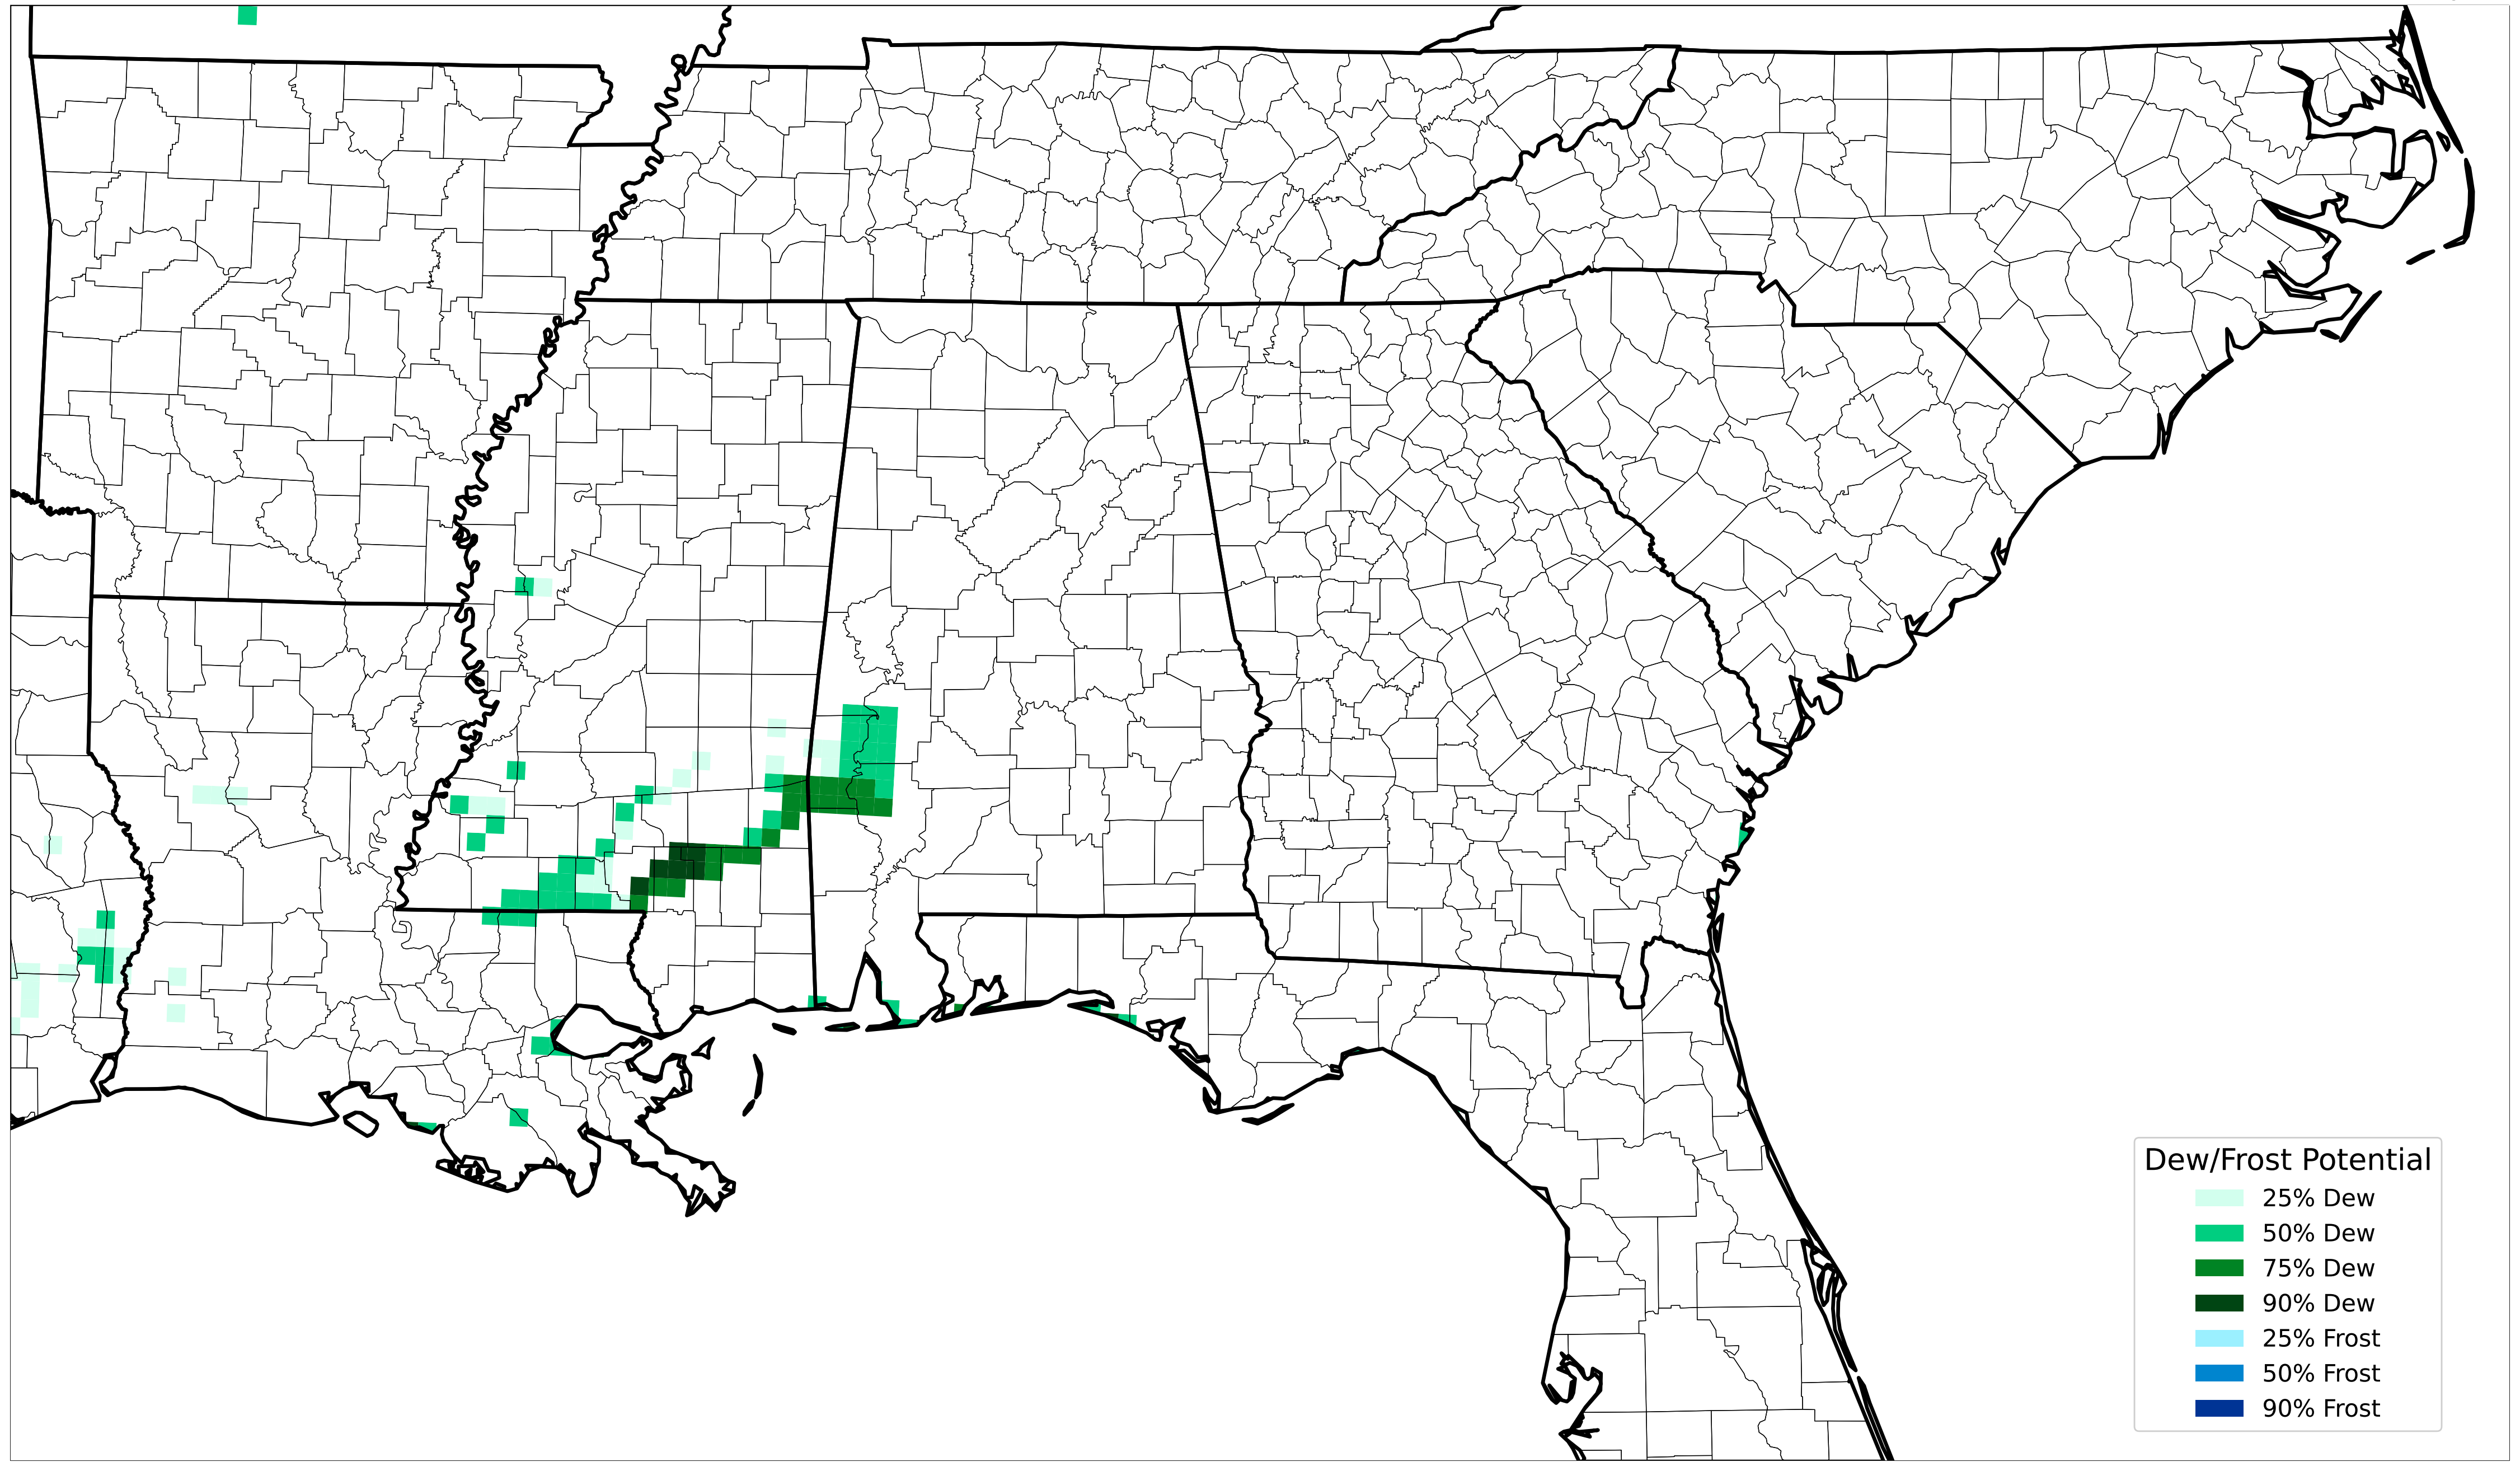 Dew/Frost Potential
25% Dew
50% Dew
75% Dew
90% Dew
25% Frost
50% Frost
90% Frost